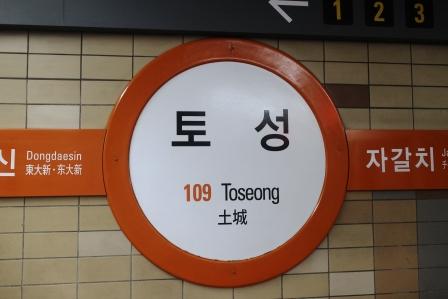 ← 1 2 3
토 성
109 Toseong
土城
신
Dongdaesin
東大新·东大新
자갈치